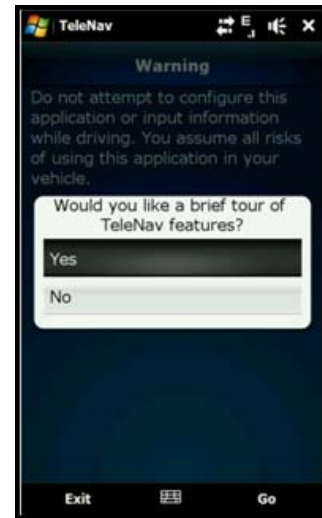 TeleNav
E
Warning
Do not attempt to configure this
application or input information
while driving. You assume all risks
of using this application in your
vehicle.
Would you like a brief tour of
TeleNav features?
Yes
No
Exit
Go